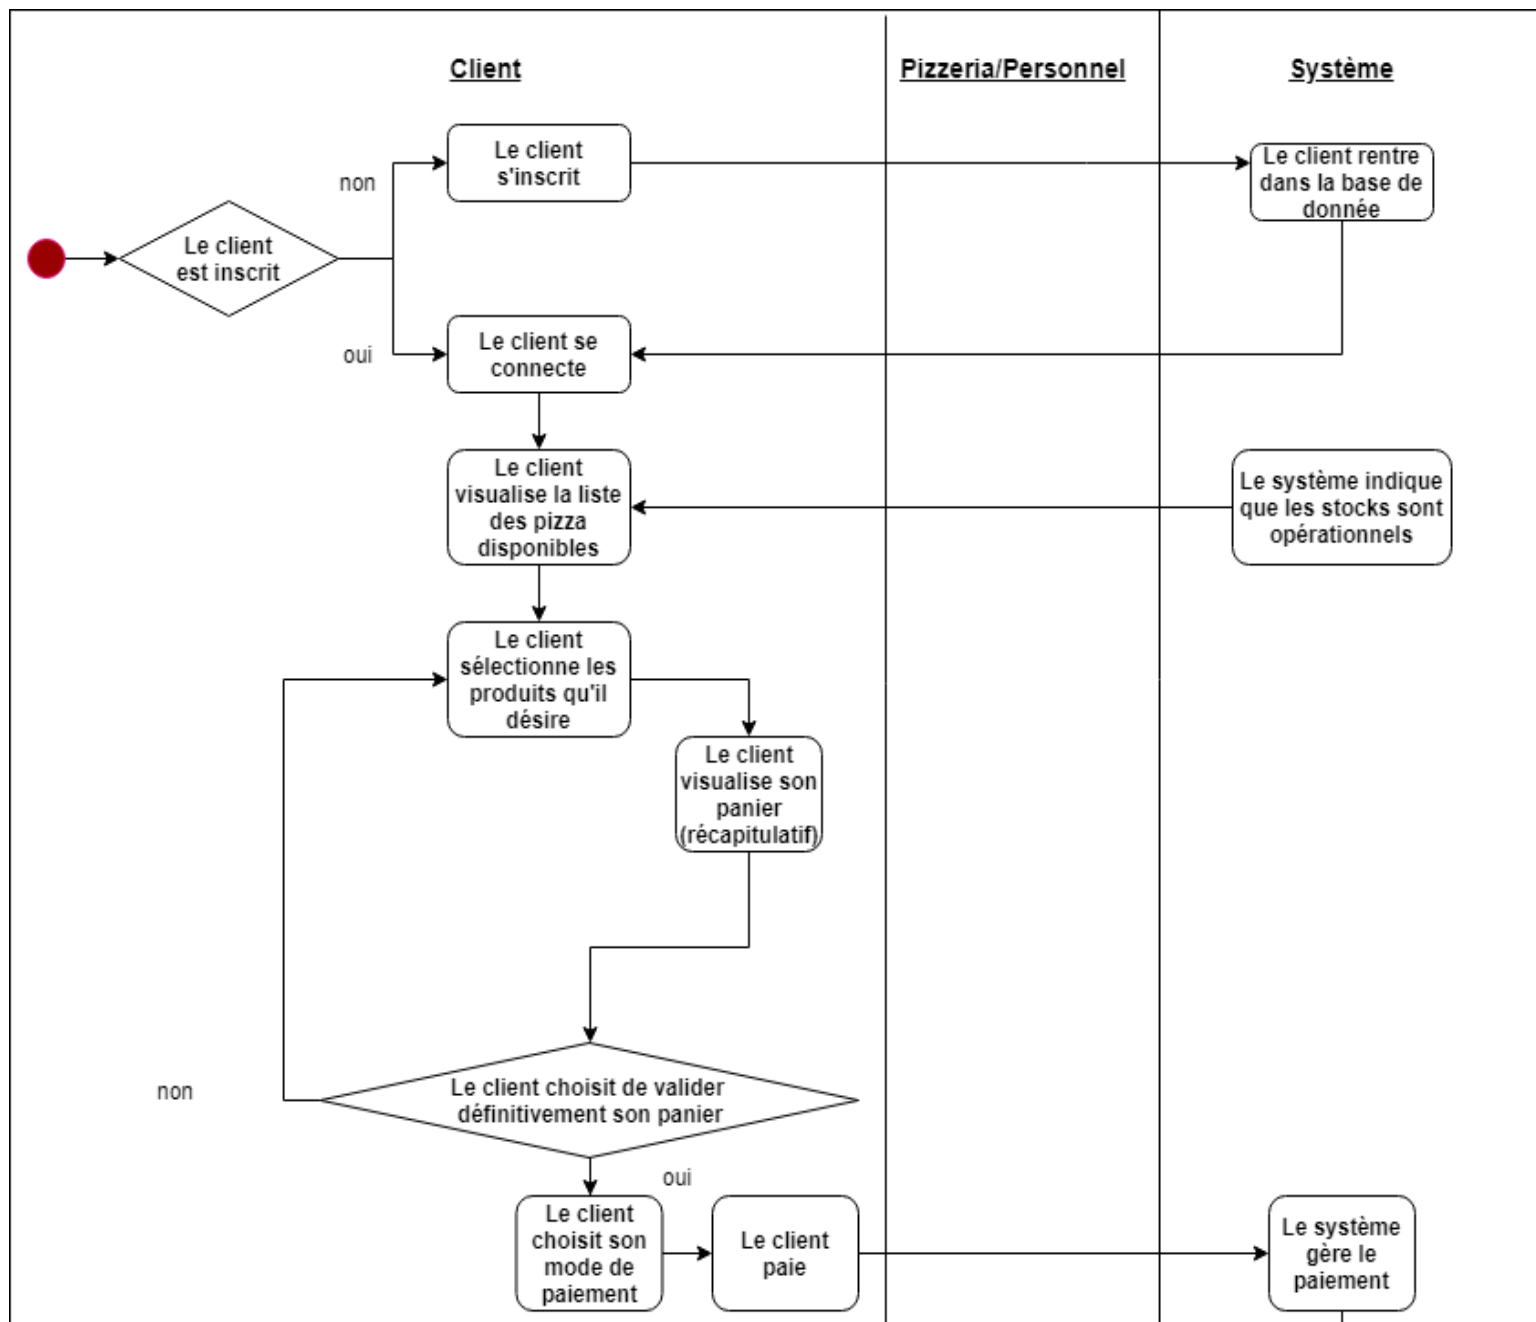 Client
Pizzeria/Personnel
Système
Le client
s'inscrit
Le client rentre
dans la base de
donnée
non
Le client
est inscrit
oui
Le client se
connecte
Le client
visualise la liste
des pizza
disponibles
Le système indique
que les stocks sont
opérationnels
Le client
sélectionne les
produits qu'il
désire
Le client
visualise son
panier
(récapitulatif)
non
Le client choisit de valider
définitivement son panier
oui
Le client
choisit son
mode de
paiement
Le client
paie
Le système
gère le
paiement